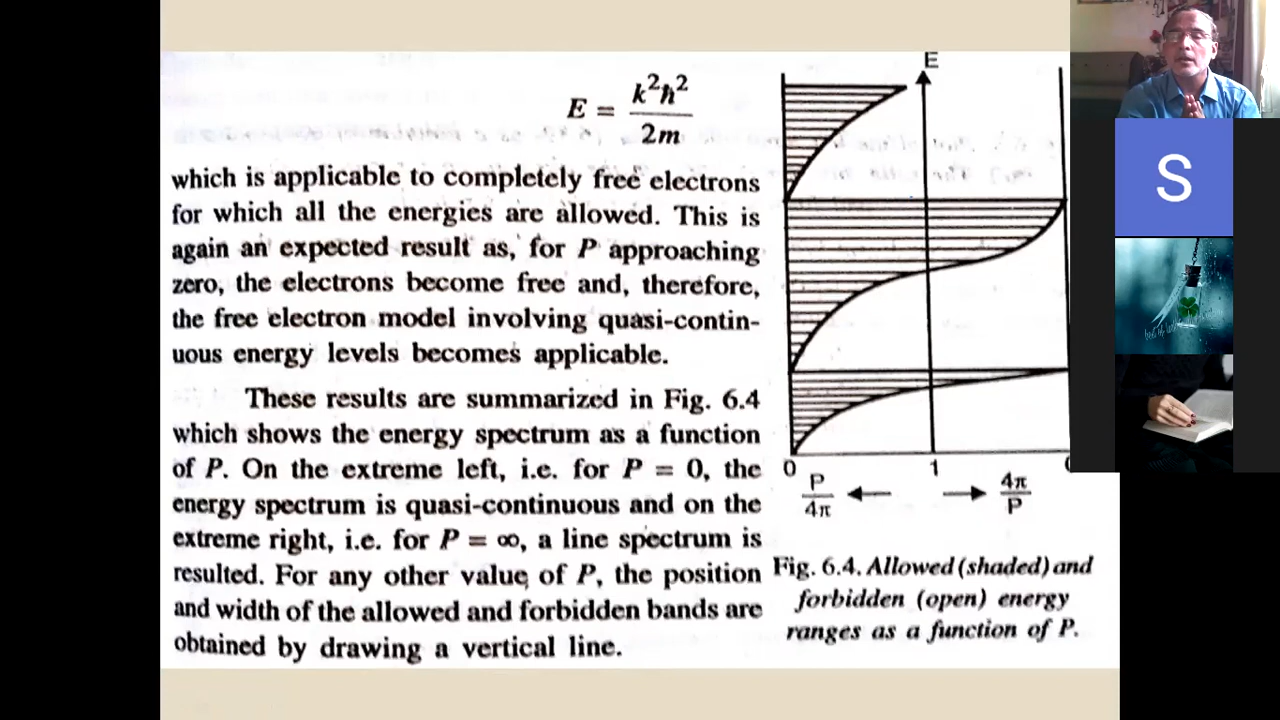 E = k²ħ² / 2m
which is applicable to completely free electrons
for which all the energies are allowed. This is
again an expected result as, for P approaching
zero, the electrons become free and, therefore,
the free electron model involving quasi-contin-
uous energy levels becomes applicable.
These results are summarized in Fig. 6.4
which shows the energy spectrum as a function
of P. On the extreme left, i.e. for P = 0, the
energy spectrum is quasi-continuous and on the
extreme right, i.e. for P = ∞, a line spectrum is
resulted. For any other value of P, the position
and width of the allowed and forbidden bands are
obtained by drawing a vertical line.
E
0 1
P/4π ← → 4π/P
Fig. 6.4. Allowed (shaded) and
forbidden (open) energy
ranges as a function of P.
S